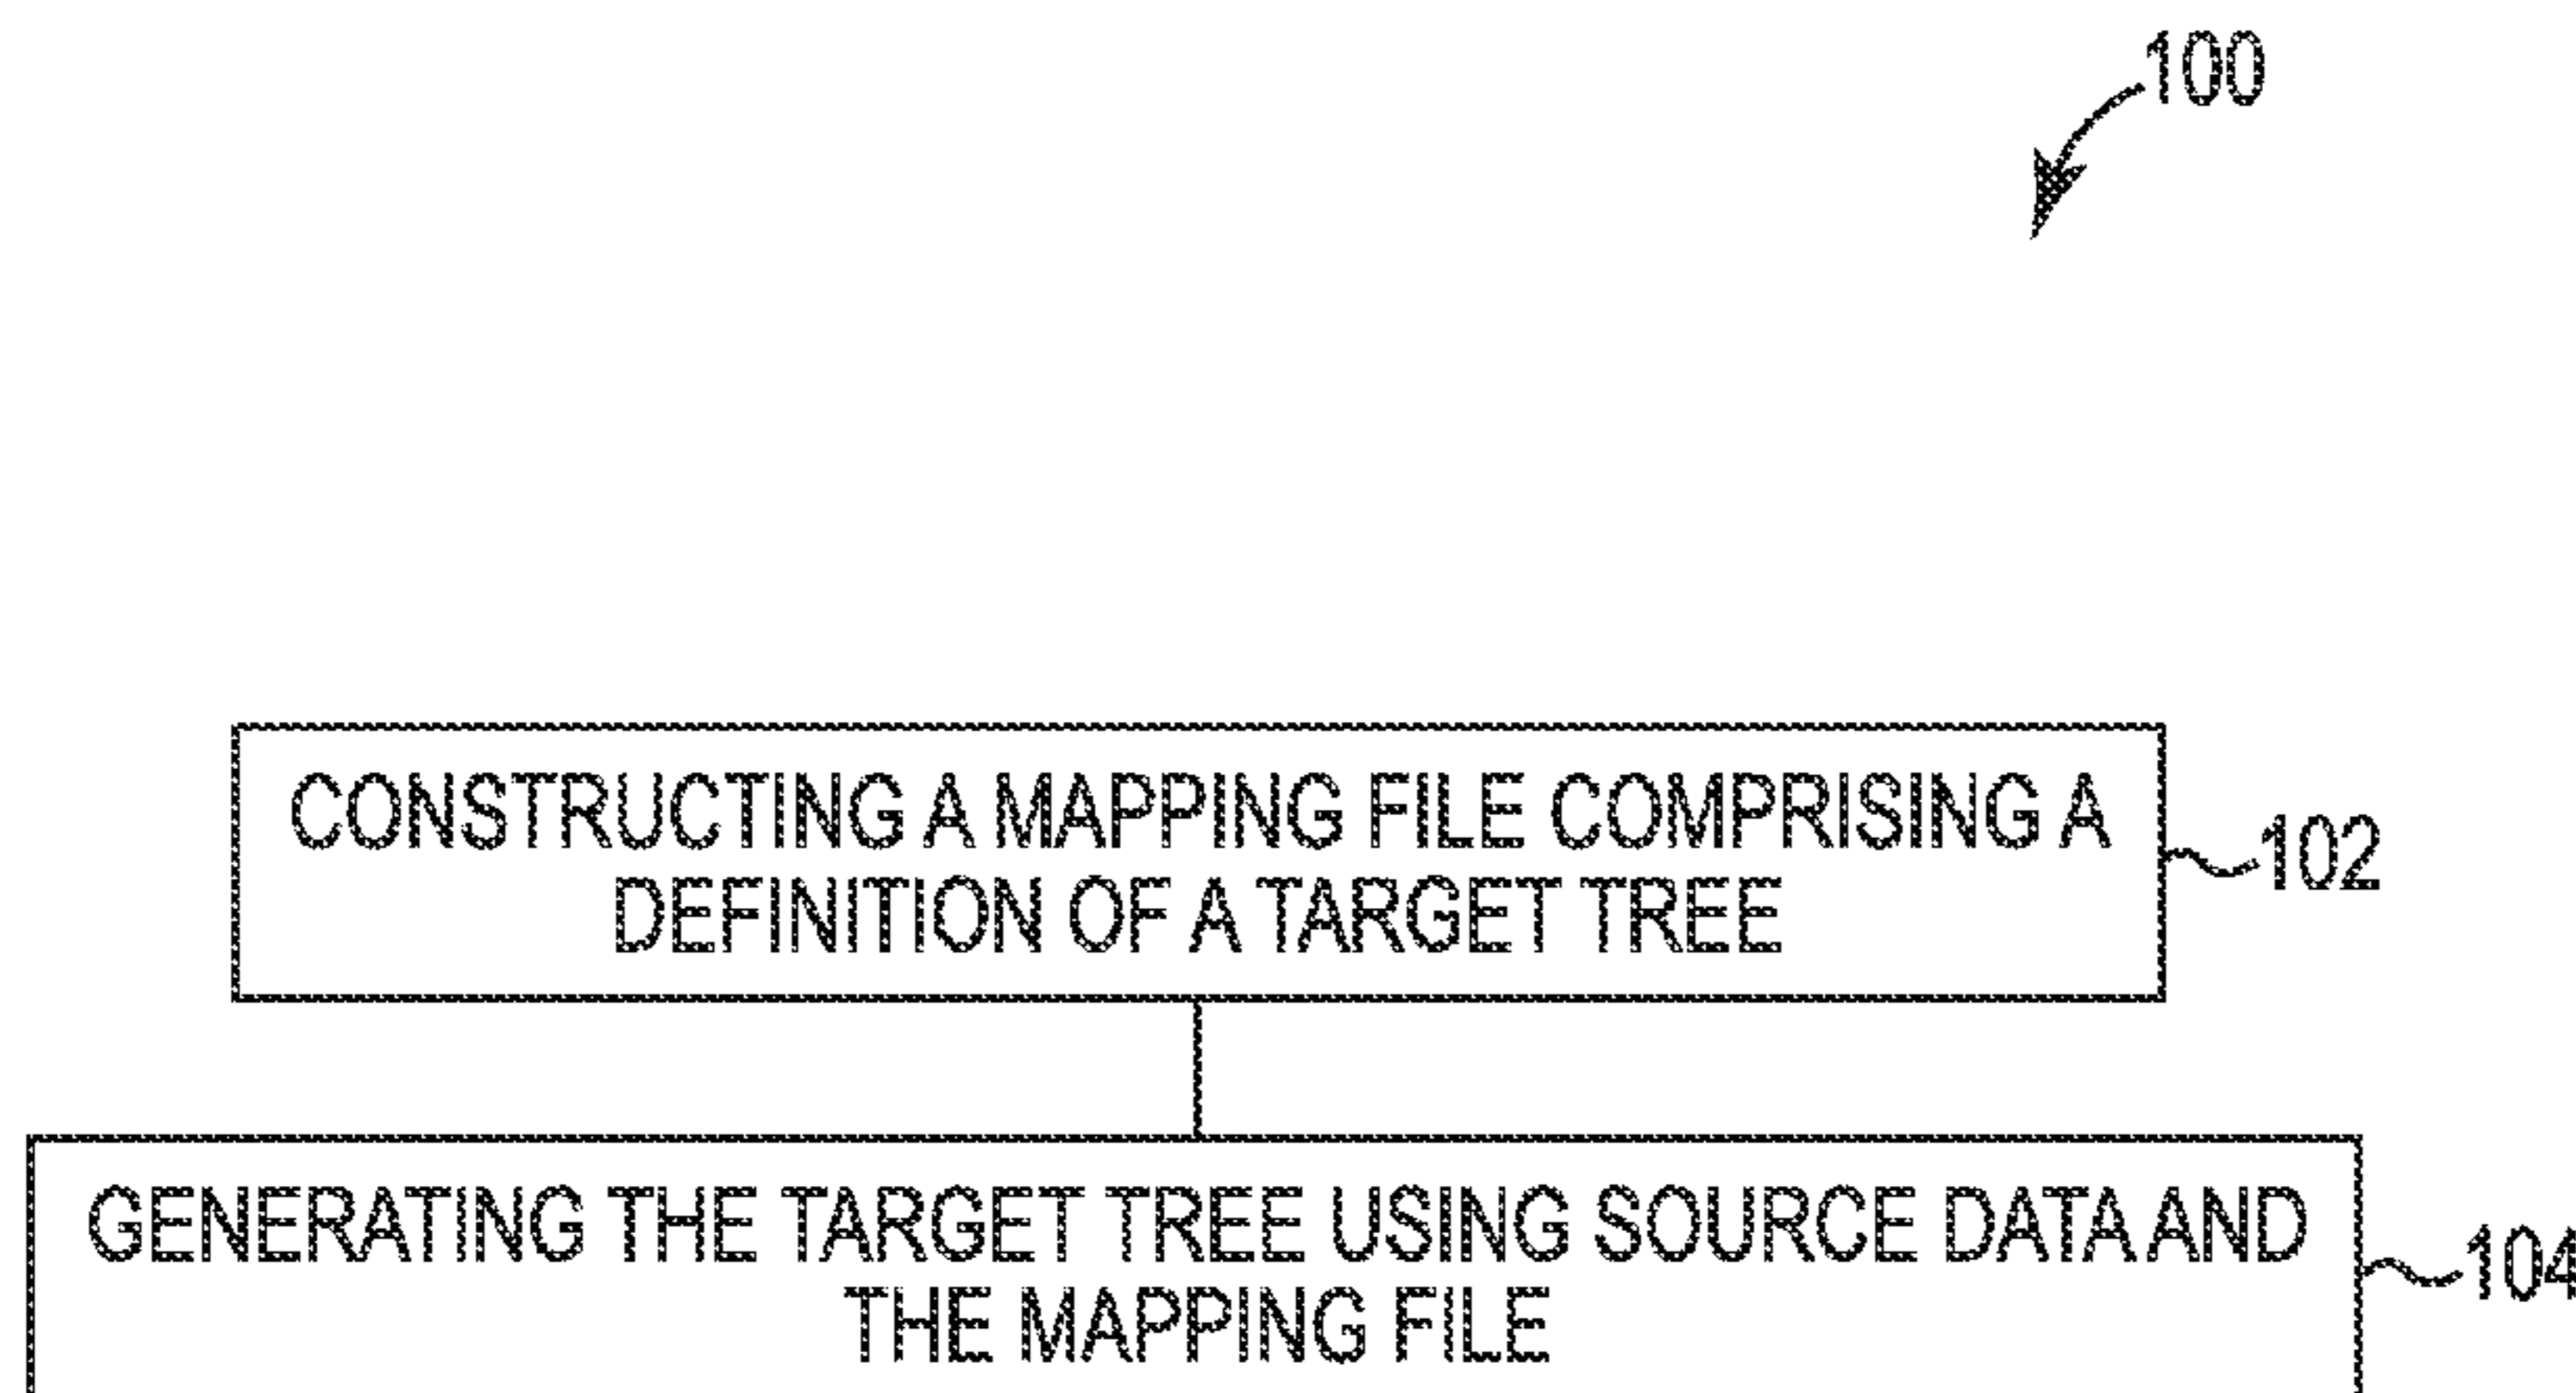 100
CONSTRUCTING A MAPPING FILE COMPRISING A
DEFINITION OF A TARGET TREE
102
GENERATING THE TARGET TREE USING SOURCE DATA AND
THE MAPPING FILE
104